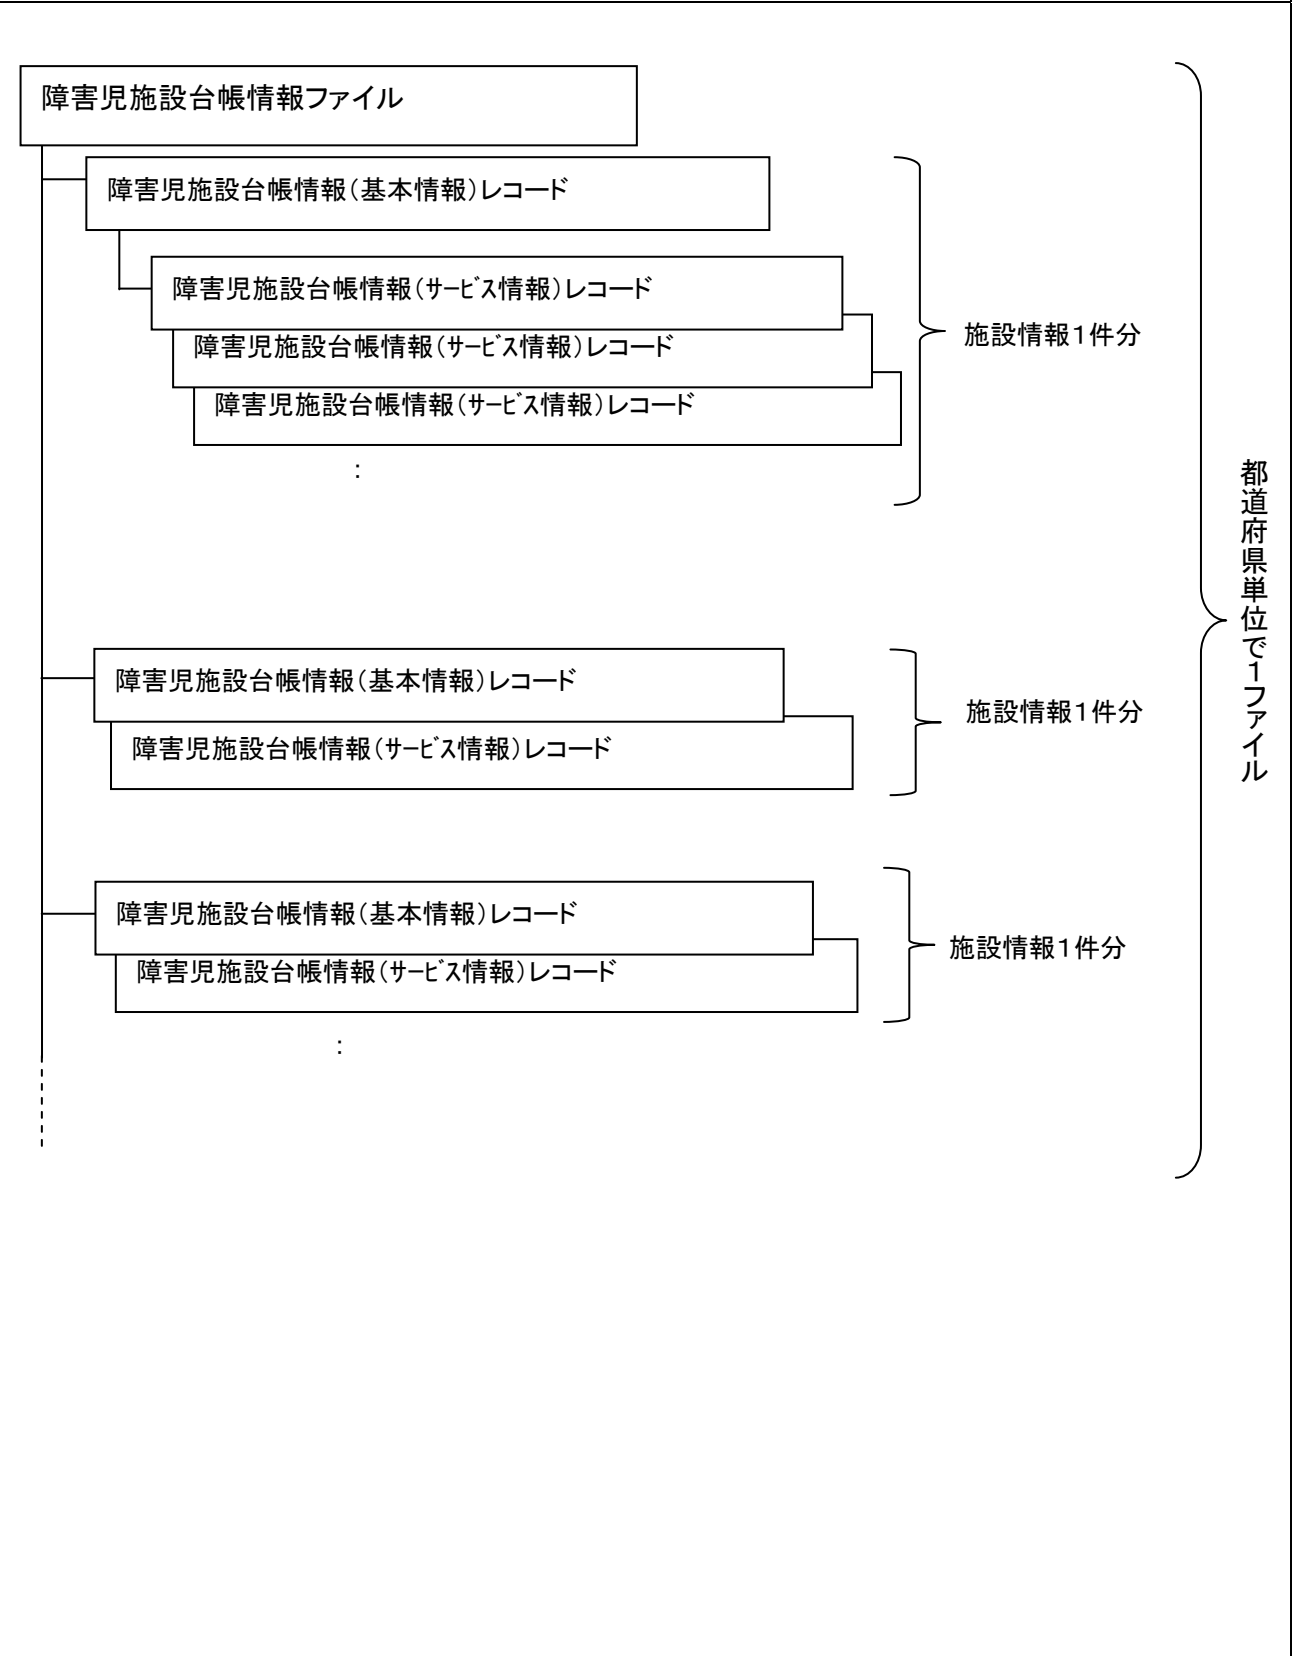 障害児施設台帳情報ファイル
障害児施設台帳情報(基本情報)レコード
障害児施設台帳情報(ｻｰﾋﾞｽ情報)レコード
障害児施設台帳情報(ｻｰﾋﾞｽ情報)レコード
障害児施設台帳情報(ｻｰﾋﾞｽ情報)レコード
:
施設情報1件分
障害児施設台帳情報(基本情報)レコード
障害児施設台帳情報(ｻｰﾋﾞｽ情報)レコード
施設情報1件分
障害児施設台帳情報(基本情報)レコード
障害児施設台帳情報(ｻｰﾋﾞｽ情報)レコード
施設情報1件分
:
都道府県単位で1ファイル